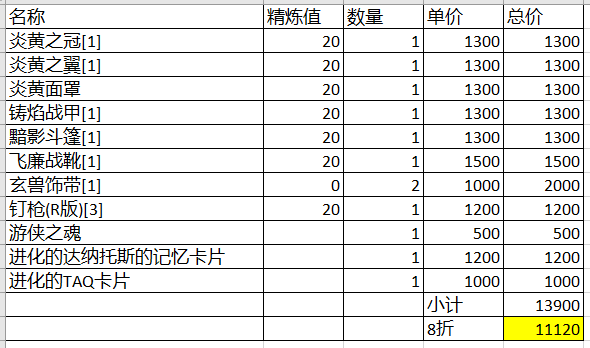 名称 精炼值 数量 单价 总价
炎黄之冠[1] 20 1 1300 1300
炎黄之翼[1] 20 1 1300 1300
炎黄面罩 20 1 1300 1300
铸焰战甲[1] 20 1 1300 1300
黯影斗篷[1] 20 1 1300 1300
飞廉战靴[1] 20 1 1500 1500
玄兽饰带[1] 0 2 1000 2000
钉枪(R版)[3] 20 1 1200 1200
游侠之魂 1 500 500
进化的达纳托斯的记忆卡片 1 1200 1200
进化的TAQ卡片 1 1000 1000
小计 13900
8折 11120